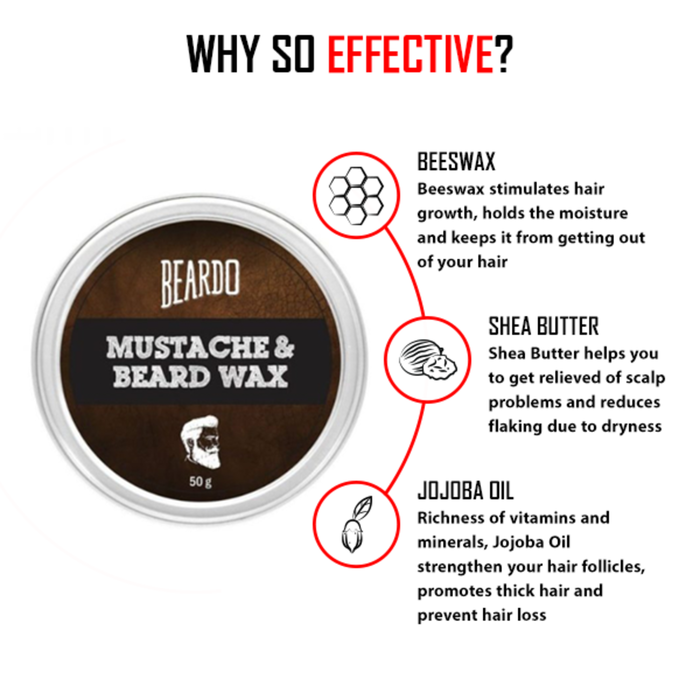 WHY SO EFFECTIVE?
BEARDO
MUSTACHE &
BEARD WAX
50 g
BEESWAX
Beeswax stimulates hair
growth, holds the moisture
and keeps it from getting out
of your hair
SHEA BUTTER
Shea Butter helps you
to get relieved of scalp
problems and reduces
flaking due to dryness
JOJOBA OIL
Richness of vitamins and
minerals, Jojoba Oil
strengthen your hair follicles,
promotes thick hair and
prevent hair loss